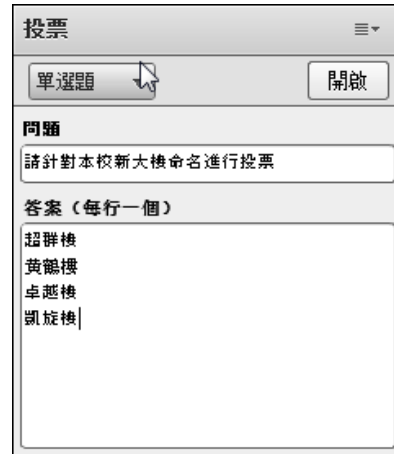 投票
單選題
開啟
問題
請針對本校新大樓命名進行投票
答案（每行一個）
超群樓
黃鶴樓
卓越樓
凱旋樓